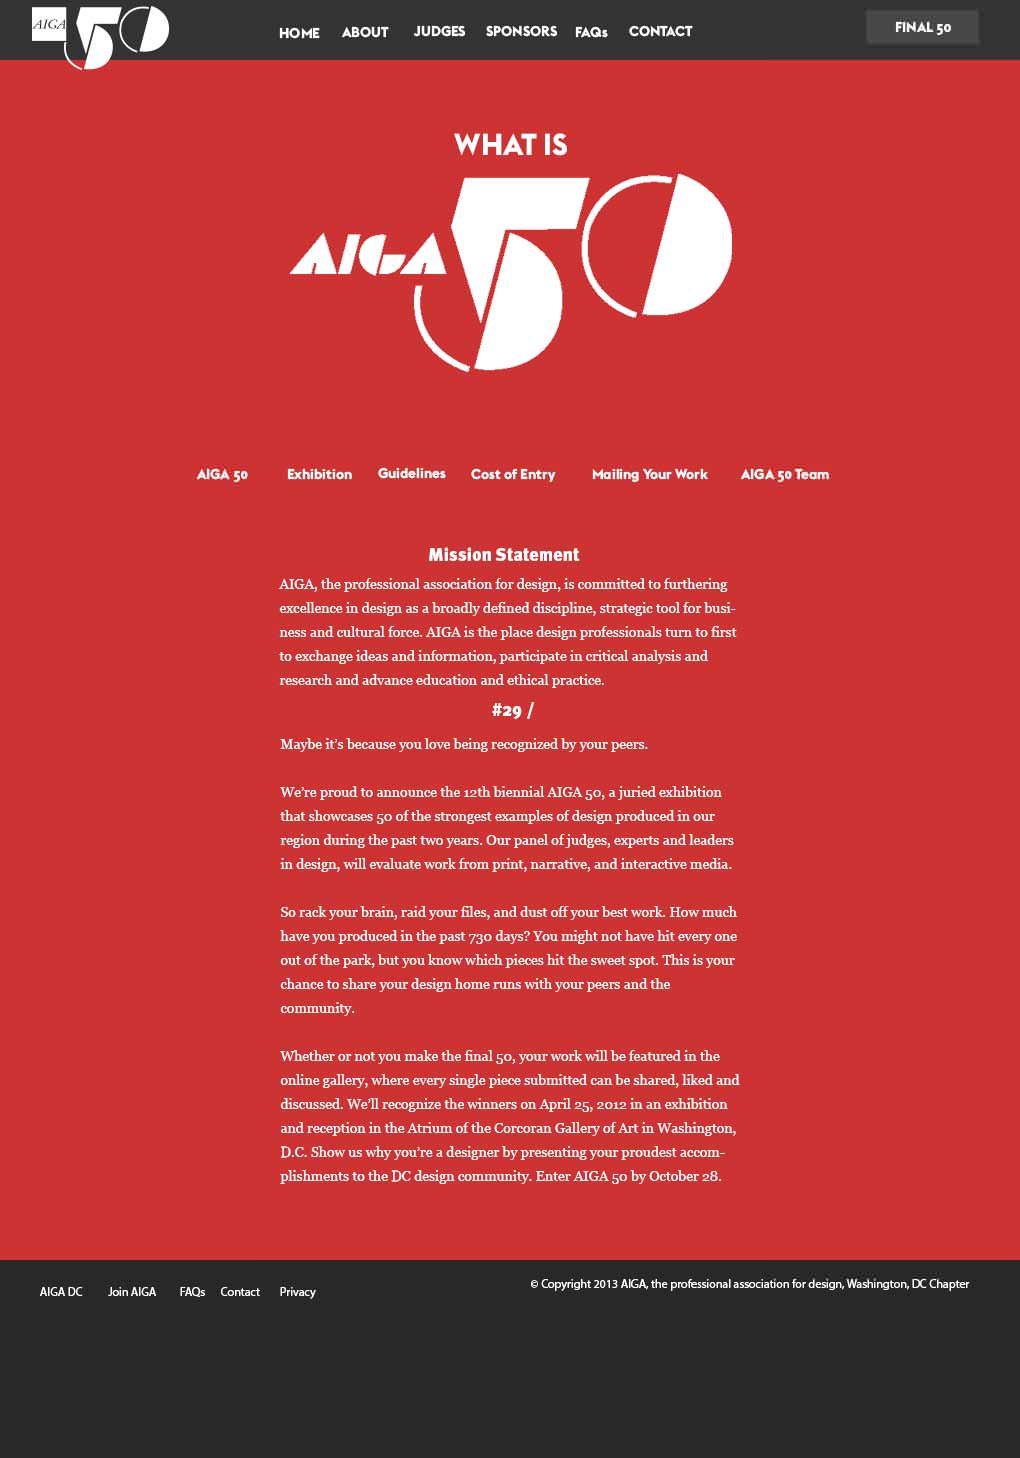 AIGA 50
HOME ABOUT JUDGES SPONSORS FAQs CONTACT
FINAL 50
WHAT IS
AIGA 50
AIGA 50 Exhibition Guidelines Cost of Entry Mailing Your Work AIGA 50 Team
Mission Statement
AIGA, the professional association for design, is committed to furthering
excellence in design as a broadly defined discipline, strategic tool for busi-
ness and cultural force. AIGA is the place design professionals turn to first
to exchange ideas and information, participate in critical analysis and
research and advance education and ethical practice.
#29 /
Maybe it’s because you love being recognized by your peers.
We’re proud to announce the 12th biennial AIGA 50, a juried exhibition
that showcases 50 of the strongest examples of design produced in our
region during the past two years. Our panel of judges, experts and leaders
in design, will evaluate work from print, narrative, and interactive media.
So rack your brain, raid your files, and dust off your best work. How much
have you produced in the past 730 days? You might not have hit every one
out of the park, but you know which pieces hit the sweet spot. This is your
chance to share your design home runs with your peers and the
community.
Whether or not you make the final 50, your work will be featured in the
online gallery, where every single piece submitted can be shared, liked and
discussed. We’ll recognize the winners on April 25, 2012 in an exhibition
and reception in the Atrium of the Corcoran Gallery of Art in Washington,
D.C. Show us why you’re a designer by presenting your proudest accom-
plishments to the DC design community. Enter AIGA 50 by October 28.
AIGA DC Join AIGA FAQs Contact Privacy
© Copyright 2013 AIGA, the professional association for design, Washington, DC Chapter